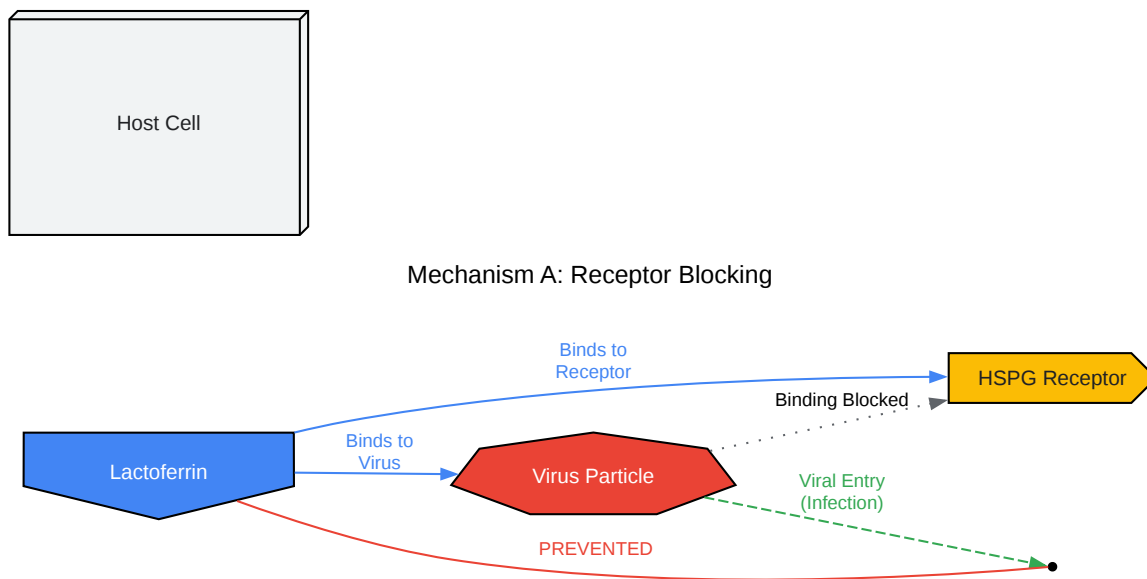 Host Cell
Mechanism A: Receptor Blocking
Binds to
Receptor
HSPG Receptor
Binding Blocked
Binds to
Virus
Lactoferrin
Virus Particle
Viral Entry
(Infection)
PREVENTED